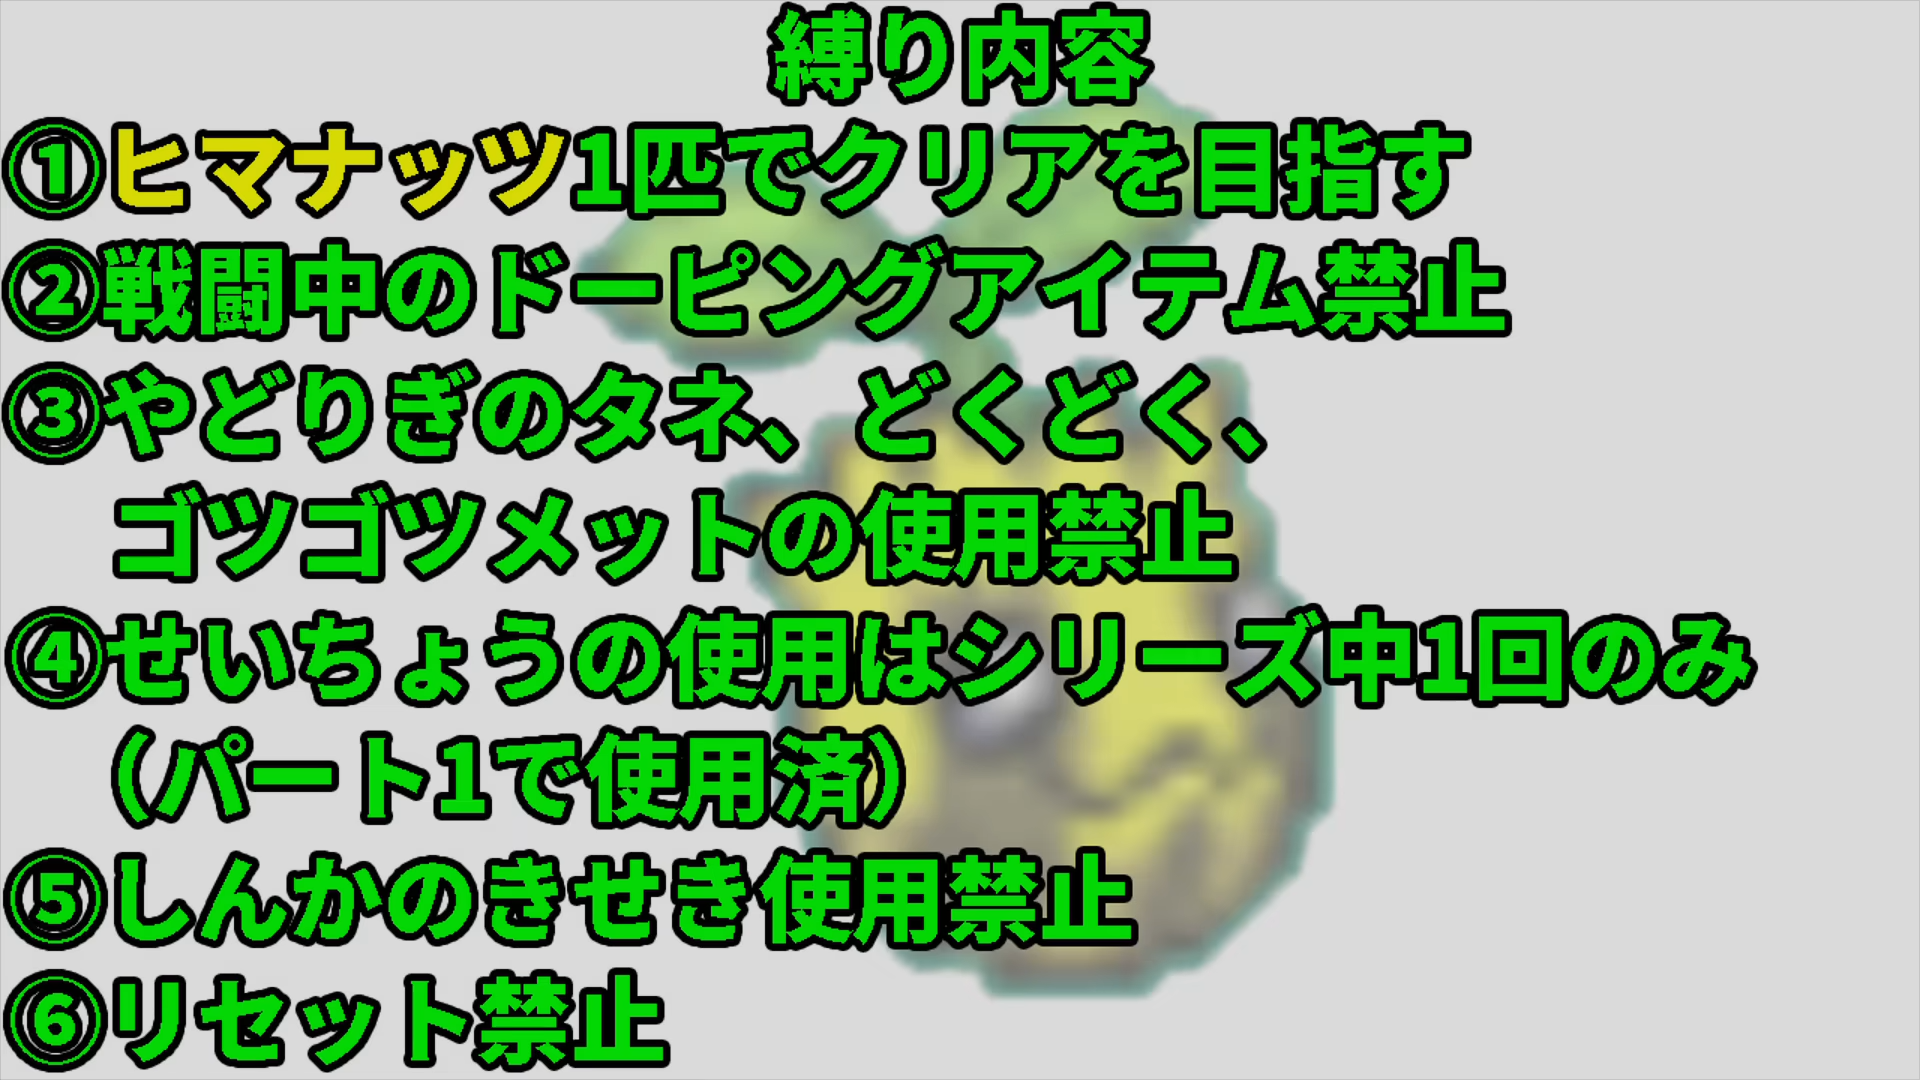 縛り内容
①ヒマナッツ1匹でクリアを目指す
②戦闘中のドーピングアイテム禁止
③やどりぎのタネ、どくどく、
ゴツゴツメットの使用禁止
④せいちょうの使用はシリーズ中1回のみ
（パート1で使用済）
⑤しんかのきせき使用禁止
⑥リセット禁止